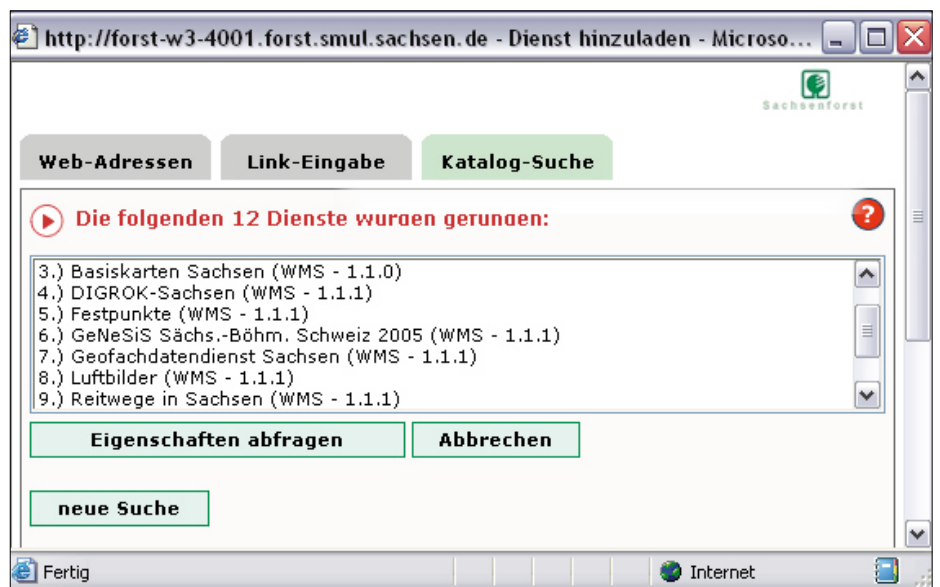 http://forst-w3-4001.forst.smul.sachsen.de - Dienst hinzuladen - Microso...
Sachsenforst
Web-Adressen Link-Eingabe Katalog-Suche
Die folgenden 12 Dienste wurden gefunden: ?
3.) Basiskarten Sachsen (WMS - 1.1.0)
4.) DIGROK-Sachsen (WMS - 1.1.1)
5.) Festpunkte (WMS - 1.1.1)
6.) GeNeSiS Sächs.-Böhm. Schweiz 2005 (WMS - 1.1.1)
7.) Geofachdatendienst Sachsen (WMS - 1.1.1)
8.) Luftbilder (WMS - 1.1.1)
9.) Reitwege in Sachsen (WMS - 1.1.1)
Eigenschaften abfragen Abbrechen
neue Suche
Fertig Internet